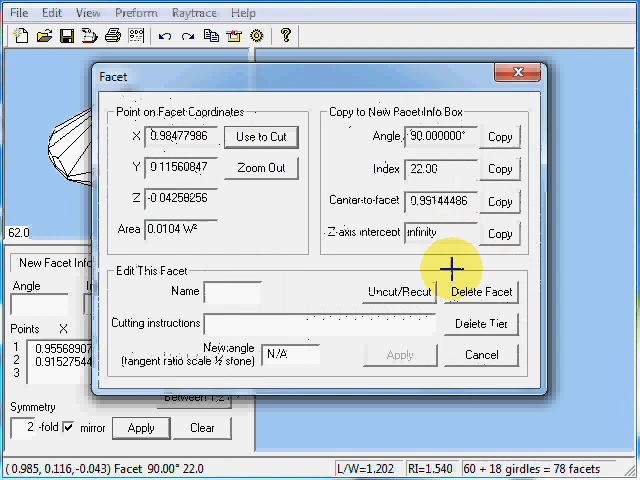 File Edit View Preform Raytrace Help
Facet
Point on Facet Coordinates
X 0.98477986 Use to Cut
Y 0.11560847 Zoom Out
Z -0.04259256
Area 0.0104 W²
Copy to New Facet Info Box
Angle 90.000000° Copy
Index 22.00 Copy
Center-to-facet 0.99144486 Copy
Z-axis intercept infinity Copy
Edit This Facet
Name Uncut/Recut Delete Facet
Cutting instructions Delete Tier
New angle
(tangent ratio scale ½ stone) N/A Apply Cancel
62.0
New Facet Info
Angle
Points X
1 0.95568907
2 0.91527544
3
Between 1,2
Symmetry
2 -fold mirror Apply Clear
( 0.985, 0.116,-0.043) Facet 90.00° 22.0 L/W=1.202 RI=1.540 60 + 18 girdles = 78 facets